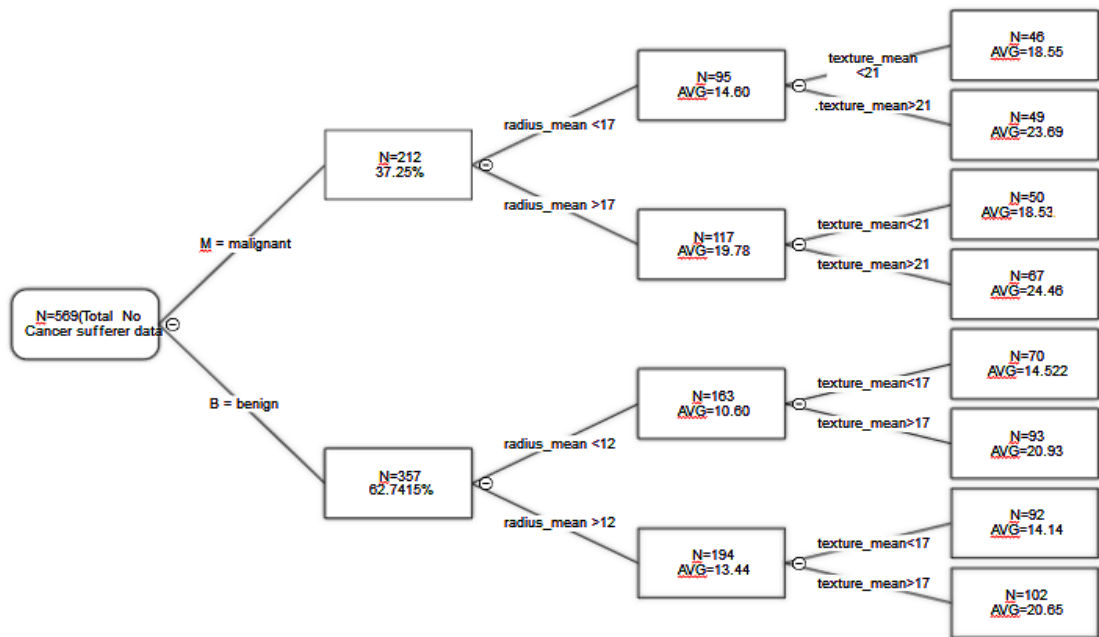 N=569(Total No
Cancer sufferer data
M = malignant
B = benign
N=212
37.25%
N=357
62.7415%
radius_mean <17
radius_mean >17
radius_mean <12
radius_mean >12
N=95
AVG=14.60
N=117
AVG=19.78
N=163
AVG=10.60
N=194
AVG=13.44
texture_mean
<21
.texture_mean>21
texture_mean<21
texture_mean>21
texture_mean<17
texture_mean>17
texture_mean<17
texture_mean>17
N=46
AVG=18.55
N=49
AVG=23.69
N=50
AVG=18.53.
N=67
AVG=24.46
N=70
AVG=14.522
N=93
AVG=20.93
N=92
AVG=14.14
N=102
AVG=20.65